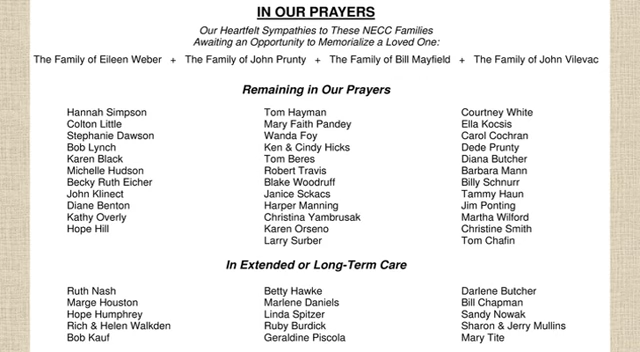 IN OUR PRAYERS
Our Heartfelt Sympathies to These NECC Families
Awaiting an Opportunity to Memorialize a Loved One:
The Family of Eileen Weber + The Family of John Prunty + The Family of Bill Mayfield + The Family of John Vilevac
Remaining in Our Prayers
Hannah Simpson Tom Hayman Courtney White
Colton Little Mary Faith Pandey Ella Kocsis
Stephanie Dawson Wanda Foy Carol Cochran
Bob Lynch Ken & Cindy Hicks Dede Prunty
Karen Black Tom Beres Diana Butcher
Michelle Hudson Robert Travis Barbara Mann
Becky Ruth Eicher Blake Woodruff Billy Schnurr
John Klinect Janice Sckacs Tammy Haun
Diane Benton Harper Manning Jim Ponting
Kathy Overly Christina Yambrusak Martha Wilford
Hope Hill Karen Orseno Christine Smith
Larry Surber Tom Chafin
In Extended or Long-Term Care
Ruth Nash Betty Hawke Darlene Butcher
Marge Houston Marlene Daniels Bill Chapman
Hope Humphrey Linda Spitzer Sandy Nowak
Rich & Helen Walkden Ruby Burdick Sharon & Jerry Mullins
Bob Kauf Geraldine Piscola Mary Tite